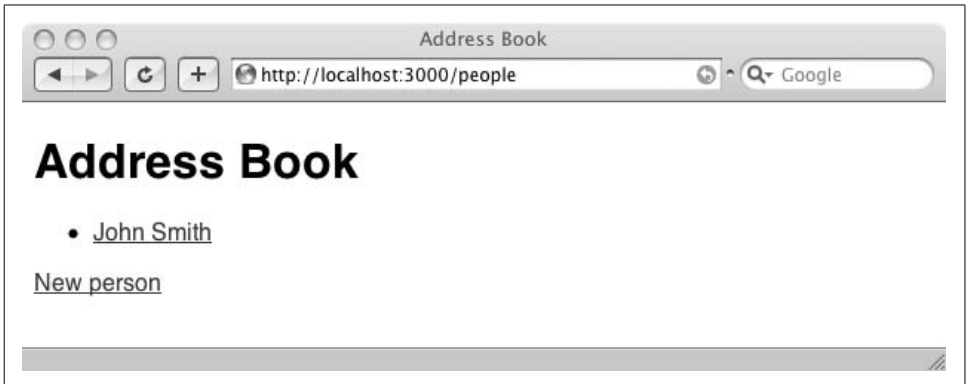 Address Book
http://localhost:3000/people
Google
Address Book
John Smith
New person